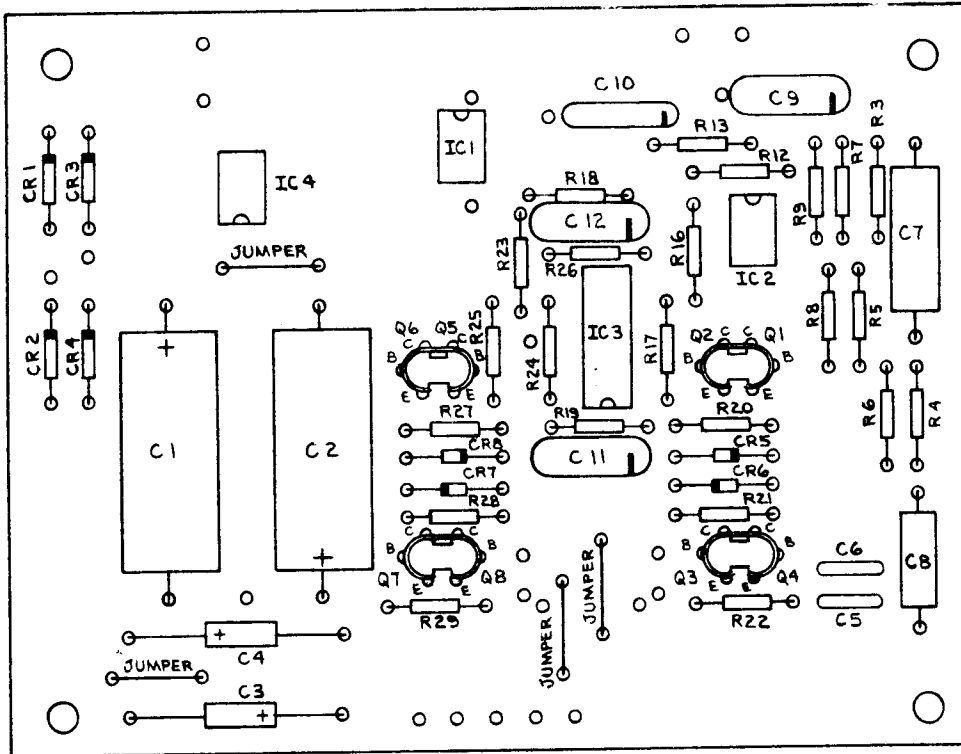 C10
C9
R3
R13
R7
IC1
R12
CR1
CR3
IC4
R18
R9
C12
C7
R16
JUMPER
R23
R26
IC2
R8
R5
Q6 Q5
R25
IC3
Q2 Q1
C C
C C
R17
CR2
CR4
B B
R24
B B
E E
E E
R27
R19
R20
R6
R4
+
CR8
CR5
C1
C2
C11
CR7
CR6
R28
R21
C C
C C
+
B B
B B
C6
C8
Q7 E E Q8
Q3 E E Q4
JUMPER
R29
R22
C5
+
C4
JUMPER
JUMPER
C3
+